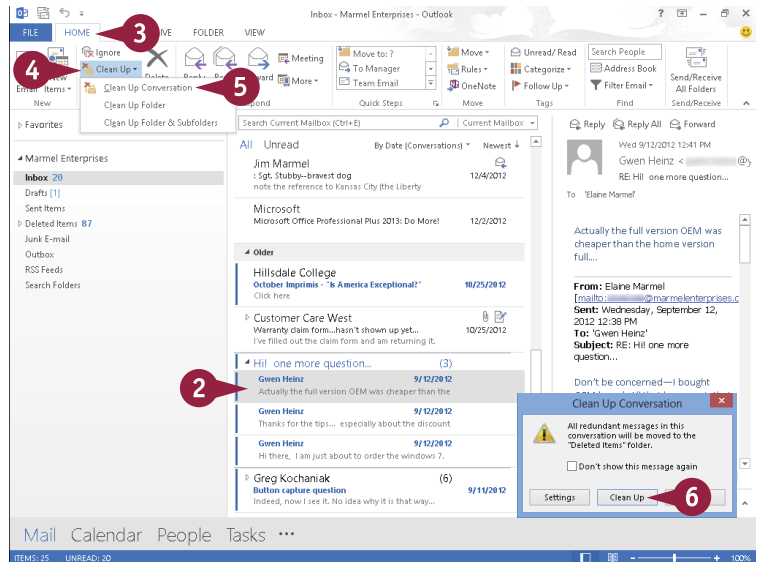 Inbox - Marmel Enterprises - Outlook
FILE HOME FOLDER VIEW
3
Ignore
Clean Up
4
Clean Up Conversation
5
Clean Up Folder
Clean Up Folder & Subfolders
Items
New
Meeting
More
Move to: ?
To Manager
Team Email
Quick Steps
Move
Rules
OneNote
Move
Unread/ Read
Categorize
Follow Up
Tags
Search People
Address Book
Filter Email
Find
Send/Receive
All Folders
Send/Receive
Favorites
Marmel Enterprises
Inbox 20
Drafts [1]
Sent Items
Deleted Items 87
Junk E-mail
Outbox
RSS Feeds
Search Folders
Search Current Mailbox (Ctrl+E) Current Mailbox
All Unread By Date (Conversations) Newest
Jim Marmel
: Sgt. Stubby--bravest dog 12/4/2012
note the reference to Kansas City (the Liberty
Microsoft
Microsoft Office Professional Plus 2013: Do More! 12/2/2012
Older
Hillsdale College
October Imprimis - "Is America Exceptional?" 10/25/2012
Click here
Customer Care West
Warranty claim form...hasn't shown up yet... 10/25/2012
I've filled out the claim form and am returning it.
Hi! one more question... (3)
2
Gwen Heinz 9/12/2012
Actually the full version OEM was cheaper than the
Gwen Heinz 9/12/2012
Thanks for the tips... especially about the discount
Gwen Heinz 9/12/2012
Hi there, I am just about to order the windows 7.
Greg Kochaniak (6)
Button capture question 9/11/2012
Indeed, now I see it. No idea why it is that way...
Reply Reply All Forward
Wed 9/12/2012 12:41 PM
Gwen Heinz <
RE: Hi! one more question...
To 'Elaine Marmel'
Actually the full version OEM was
cheaper than the home version
full....
From: Elaine Marmel
[mailto: @marmelenterprises.c
Sent: Wednesday, September 12,
2012 12:38 PM
To: 'Gwen Heinz'
Subject: RE: Hi! one more
question...
Don't be concerned—I bought
Clean Up Conversation
All redundant messages in this
conversation will be moved to the
"Deleted Items" folder.
Don't show this message again
Settings Clean Up
6
Mail Calendar People Tasks •••
ITEMS: 25 UNREAD: 20 100%